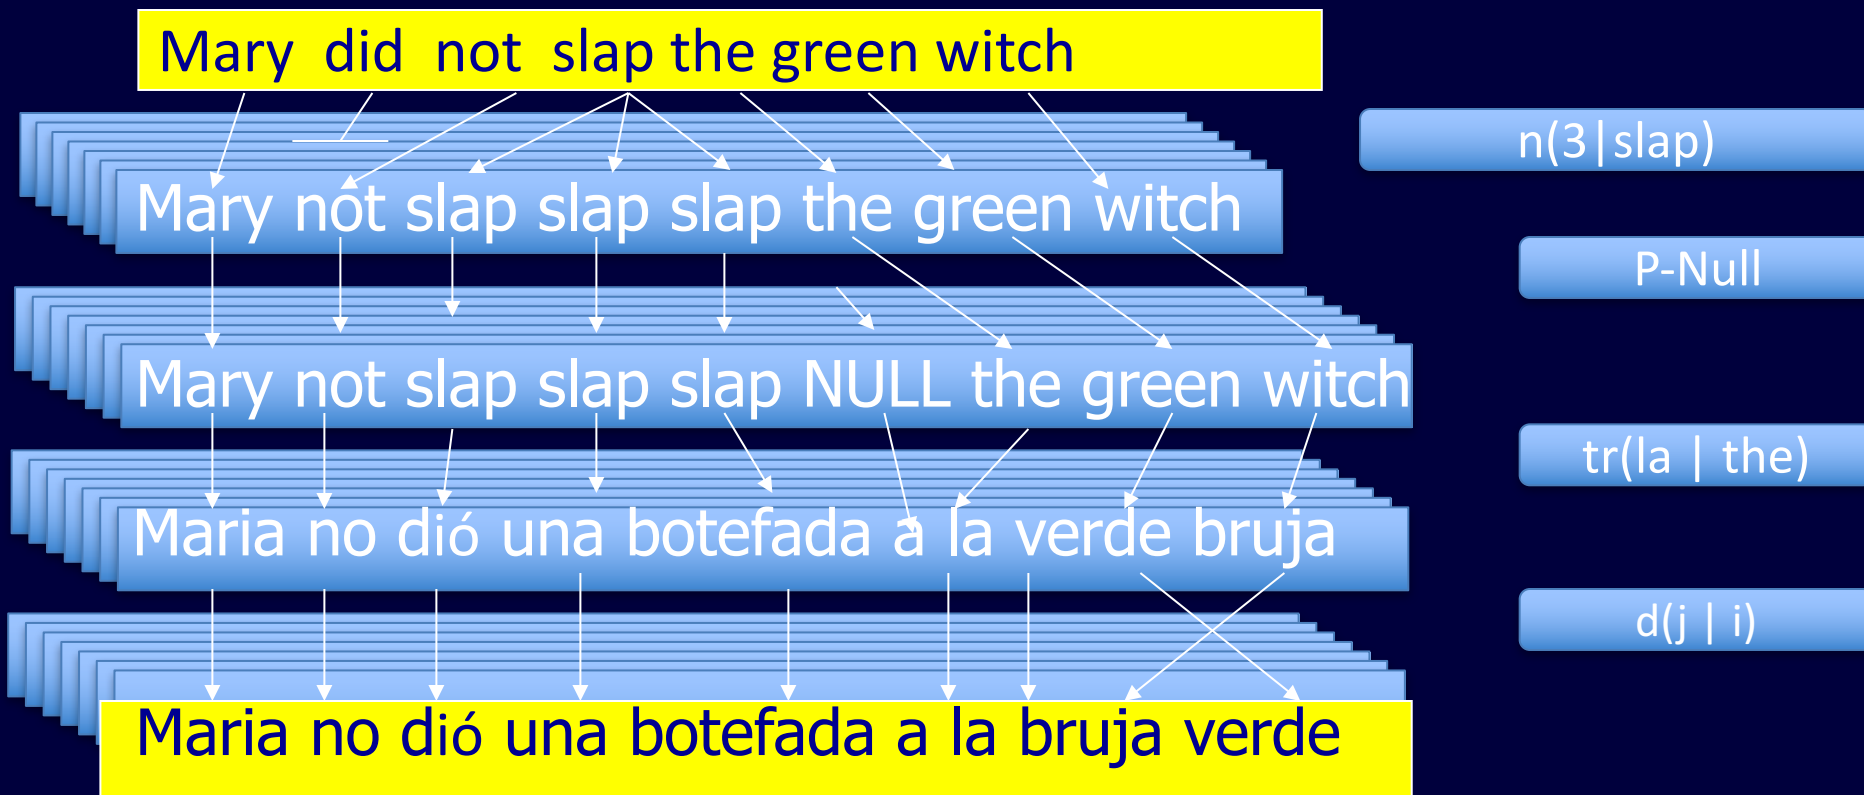 Mary did not slap the green witch
n(3|slap)
Mary not slap slap slap the green witch
P-Null
Mary not slap slap slap NULL the green witch
tr(la | the)
Maria no dió una botefada a la verde bruja
d(j | i)
Maria no dió una botefada a la bruja verde